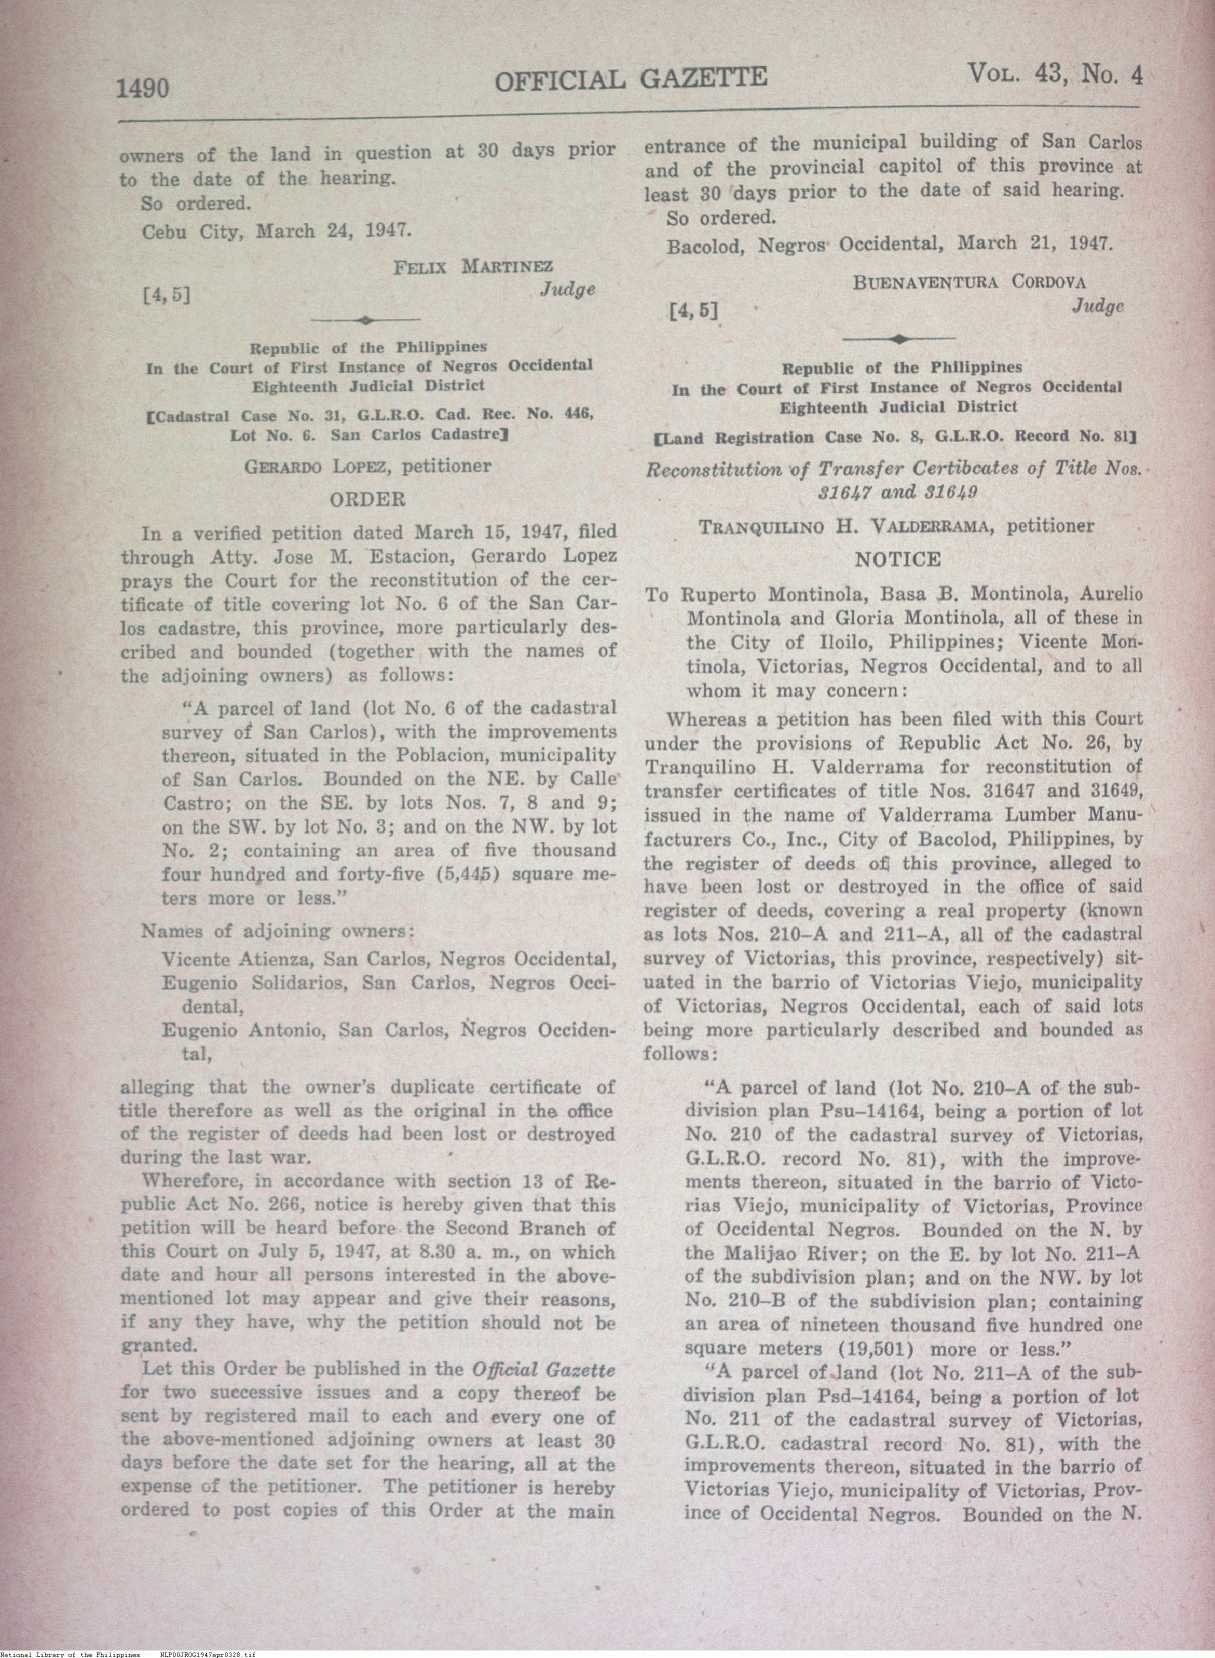 1490
OFFICIAL GAZETTE
VOL. 43, No. 4
owners of the land in question at 30 days prior
to the date of the hearing.
So ordered.
Cebu City, March 24, 1947.
FELIX MARTINEZ
[4, 5]
Judge
Republic of the Philippines
In the Court of First Instance of Negros Occidental
Eighteenth Judicial District
[Cadastral Case No. 31, G.L.R.O. Cad. Rec. No. 446,
Lot No. 6. San Carlos Cadastre]
GERARDO LOPEZ, petitioner
ORDER
In a verified petition dated March 15, 1947, filed
through Atty. Jose M. Estacion, Gerardo Lopez
prays the Court for the reconstitution of the cer-
tificate of title covering lot No. 6 of the San Car-
los cadastre, this province, more particularly des-
cribed and bounded (together with the names of
the adjoining owners) as follows:
"A parcel of land (lot No. 6 of the cadastral
survey of San Carlos), with the improvements
thereon, situated in the Poblacion, municipality
of San Carlos. Bounded on the NE. by Calle
Castro; on the SE. by lots Nos. 7, 8 and 9;
on the SW. by lot No. 3; and on the NW. by lot
No. 2; containing an area of five thousand
four hundred and forty-five (5,445) square me-
ters more or less."
Names of adjoining owners:
Vicente Atienza, San Carlos, Negros Occidental,
Eugenio Solidarios, San Carlos, Negros Occi-
dental,
Eugenio Antonio, San Carlos, Negros Occiden-
tal,
alleging that the owner's duplicate certificate of
title therefore as well as the original in the office
of the register of deeds had been lost or destroyed
during the last war.
Wherefore, in accordance with section 13 of Re-
public Act No. 266, notice is hereby given that this
petition will be heard before the Second Branch of
this Court on July 5, 1947, at 8.30 a. m., on which
date and hour all persons interested in the above-
mentioned lot may appear and give their reasons,
if any they have, why the petition should not be
granted.
Let this Order be published in the Official Gazette
for two successive issues and a copy thereof be
sent by registered mail to each and every one of
the above-mentioned adjoining owners at least 30
days before the date set for the hearing, all at the
expense of the petitioner. The petitioner is hereby
ordered to post copies of this Order at the main
entrance of the municipal building of San Carlos
and of the provincial capitol of this province at
least 30 days prior to the date of said hearing.
So ordered.
Bacolod, Negros Occidental, March 21, 1947.
BUENAVENTURA CORDOVA
[4, 5]
Judge
Republic of the Philippines
In the Court of First Instance of Negros Occidental
Eighteenth Judicial District
[Land Registration Case No. 8, G.L.R.O. Record No. 81]
Reconstitution of Transfer Certibcates of Title Nos.
31647 and 31649
TRANQUILINO H. VALDERRAMA, petitioner
NOTICE
To Ruperto Montinola, Basa B. Montinola, Aurelio
Montinola and Gloria Montinola, all of these in
the City of Iloilo, Philippines; Vicente Mon-
tinola, Victorias, Negros Occidental, and to all
whom it may concern:
Whereas a petition has been filed with this Court
under the provisions of Republic Act No. 26, by
Tranquilino H. Valderrama for reconstitution of
transfer certificates of title Nos. 31647 and 31649,
issued in the name of Valderrama Lumber Manu-
facturers Co., Inc., City of Bacolod, Philippines, by
the register of deeds of this province, alleged to
have been lost or destroyed in the office of said
register of deeds, covering a real property (known
as lots Nos. 210–A and 211–A, all of the cadastral
survey of Victorias, this province, respectively) sit-
uated in the barrio of Victorias Viejo, municipality
of Victorias, Negros Occidental, each of said lots
being more particularly described and bounded as
follows:
"A parcel of land (lot No. 210–A of the sub-
division plan Psu–14164, being a portion of lot
No. 210 of the cadastral survey of Victorias,
G.L.R.O. record No. 81), with the improve-
ments thereon, situated in the barrio of Victo-
rias Viejo, municipality of Victorias, Province
of Occidental Negros. Bounded on the N. by
the Malijao River; on the E. by lot No. 211–A
of the subdivision plan; and on the NW. by lot
No. 210–B of the subdivision plan; containing
an area of nineteen thousand five hundred one
square meters (19,501) more or less."
"A parcel of land (lot No. 211–A of the sub-
division plan Psd–14164, being a portion of lot
No. 211 of the cadastral survey of Victorias,
G.L.R.O. cadastral record No. 81), with the
improvements thereon, situated in the barrio of
Victorias Viejo, municipality of Victorias, Prov-
ince of Occidental Negros. Bounded on the N.
National Library of the Philippines NLP00JROG1947apr0328.tif